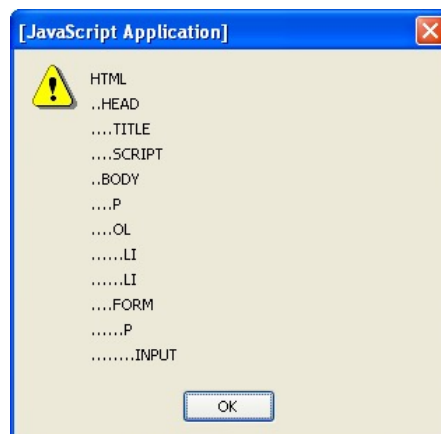 [JavaScript Application]
HTML
..HEAD
....TITLE
....SCRIPT
..BODY
....P
....OL
......LI
......LI
....FORM
......P
........INPUT
OK